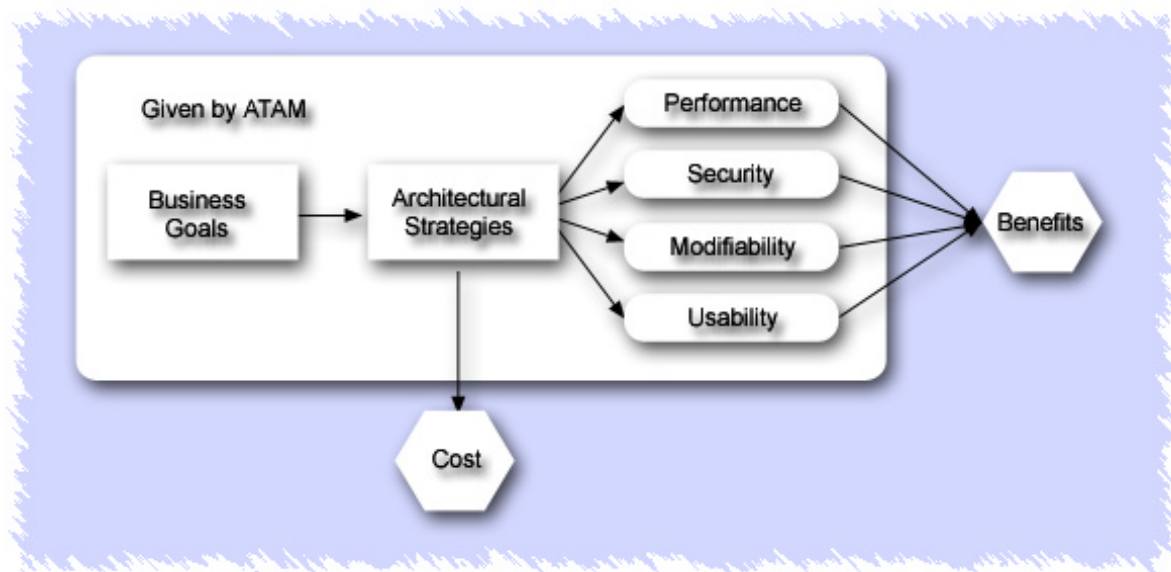 Given by ATAM
Business
Goals
Architectural
Strategies
Performance
Security
Modifiability
Usability
Benefits
Cost